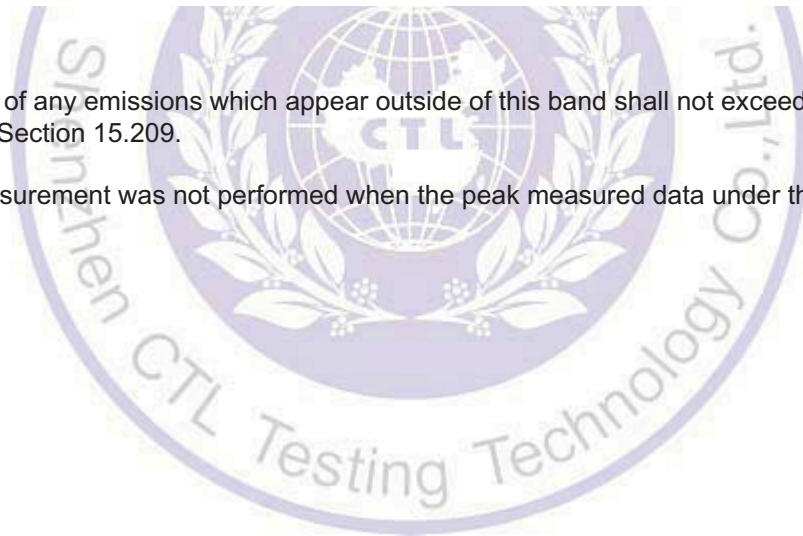 of any emissions which appear outside of this band shall not exceed
Section 15.209.
surement was not performed when the peak measured data under th
CTL
Shenzhen CTL Testing Technology Co., Ltd.